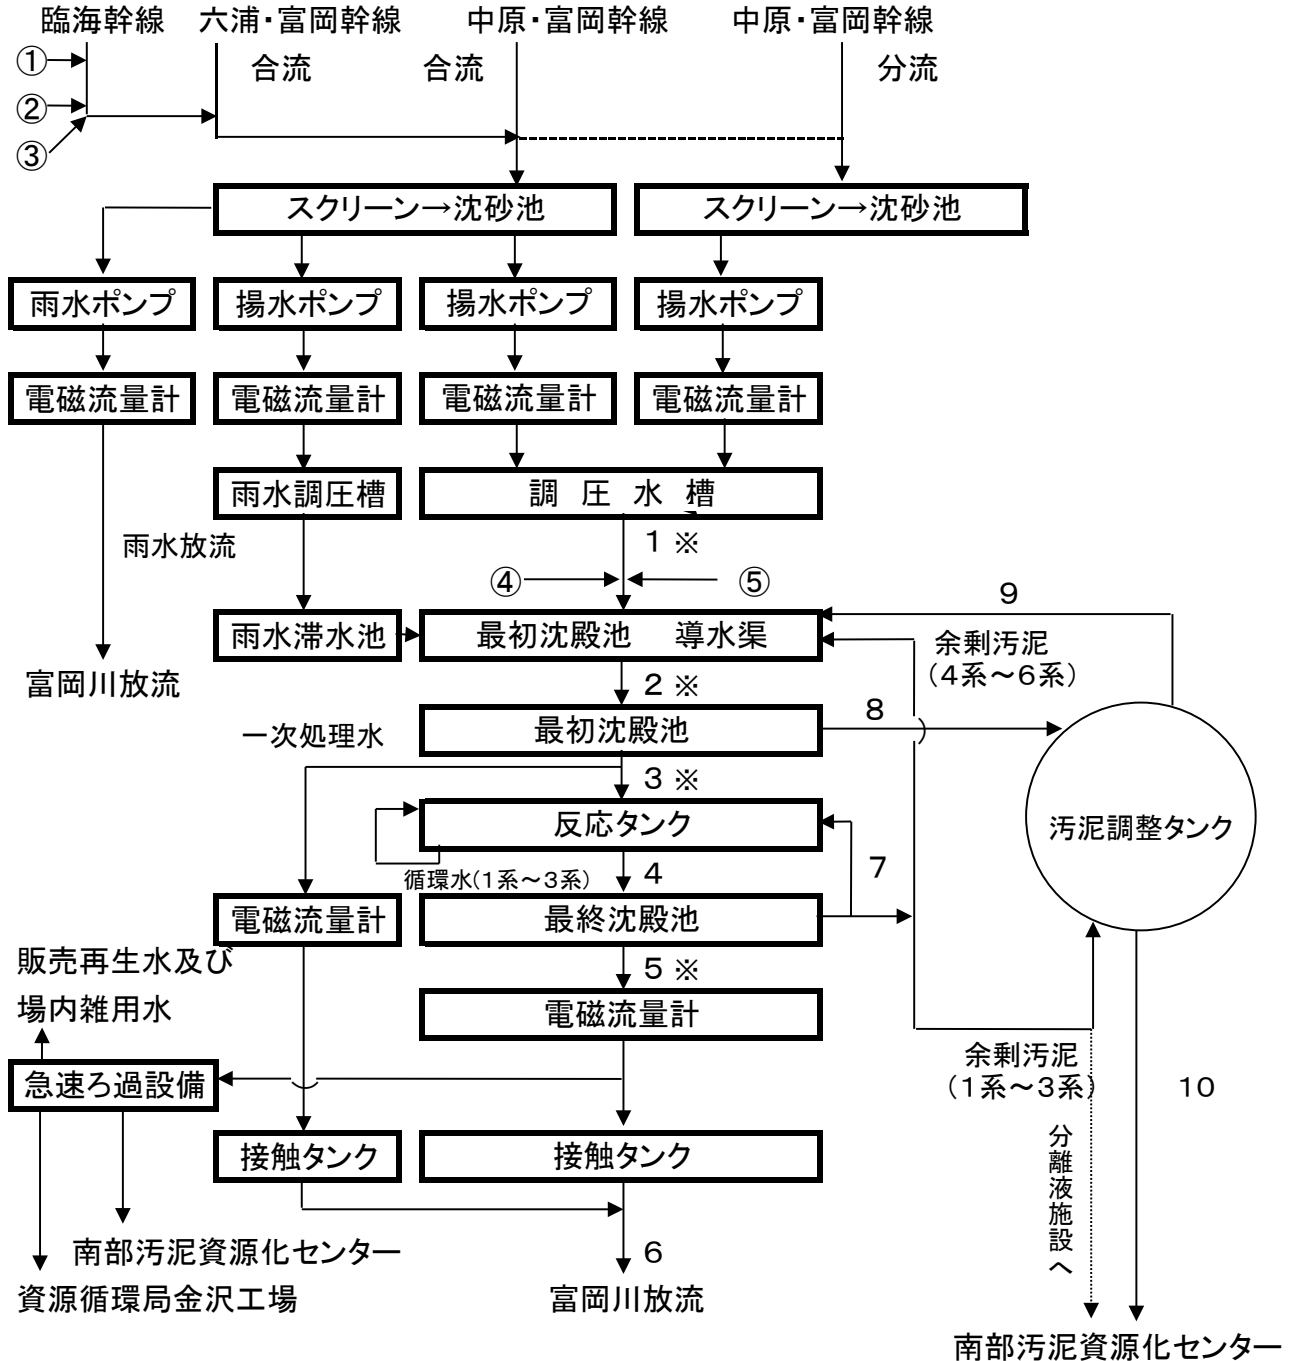 臨海幹線
六浦・富岡幹線
中原・富岡幹線
中原・富岡幹線
①
合流
合流
分流
②
③
スクリーン→沈砂池
スクリーン→沈砂池
雨水ポンプ
揚水ポンプ
揚水ポンプ
揚水ポンプ
電磁流量計
電磁流量計
電磁流量計
電磁流量計
雨水調圧槽
調 圧 水 槽
雨水放流
1 ※
④
⑤
9
雨水滞水池
最初沈殿池 導水渠
余剰汚泥
(4系～6系)
富岡川放流
2 ※
8
一次処理水
最初沈殿池
3 ※
反応タンク
汚泥調整タンク
循環水(1系～3系)
4
7
電磁流量計
最終沈殿池
販売再生水及び
場内雑用水
5 ※
電磁流量計
余剰汚泥
(1系～3系)
10
急速ろ過設備
接触タンク
接触タンク
分離液施設へ
南部汚泥資源化センター
6
資源循環局金沢工場
富岡川放流
南部汚泥資源化センター